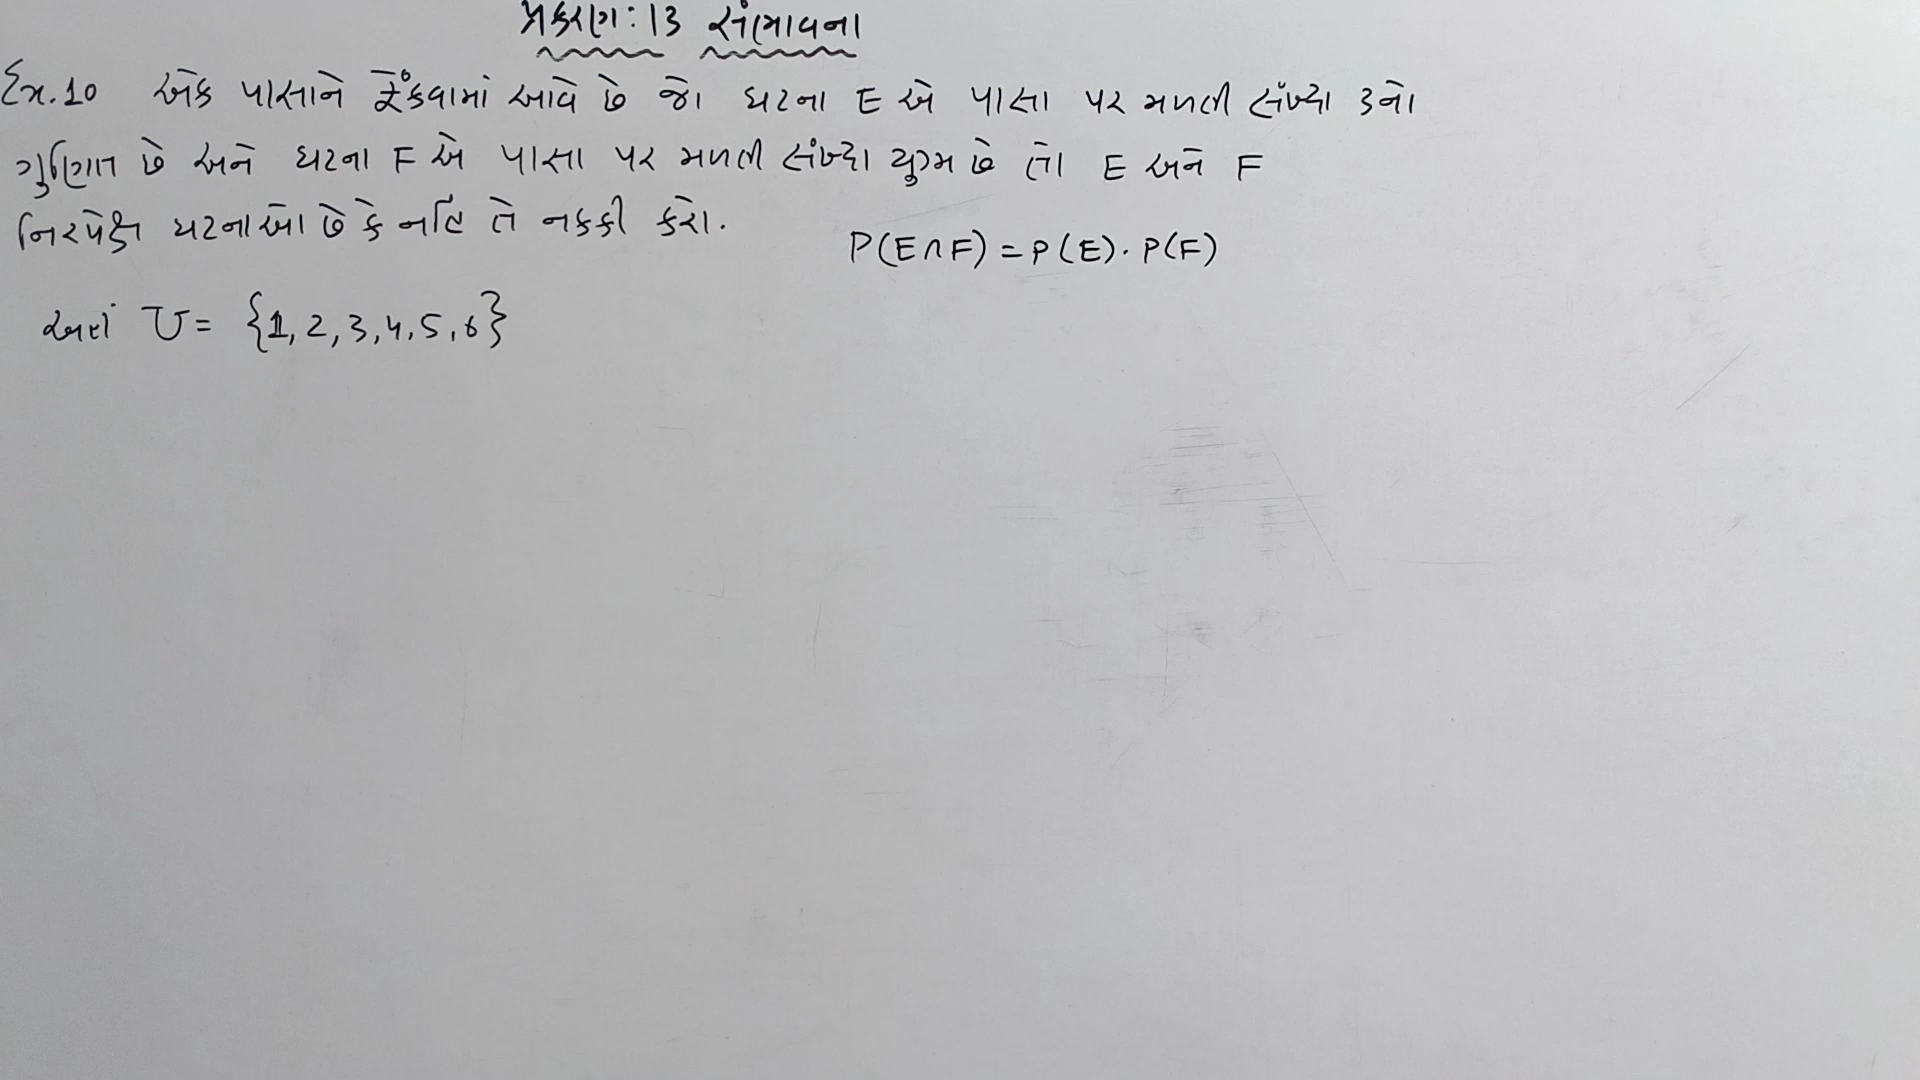 પ્રકરણ: 13 સંભાવના
Ex.10 એક પાસાને ફેંકવામાં આવે છે જો ઘટના E એ પાસા પર મળતી સંખ્યા 3નો
ગુણિત છે અને ઘટના F એ પાસા પર મળતી સંખ્યા યુગ્મ છે તો E અને F
નિરપેક્ષ ઘટનાઓ છે કે નહિ તે નક્કી કરો.
P(E∩F) = P(E). P(F)
અહીં U = {1, 2, 3, 4, 5, 6}